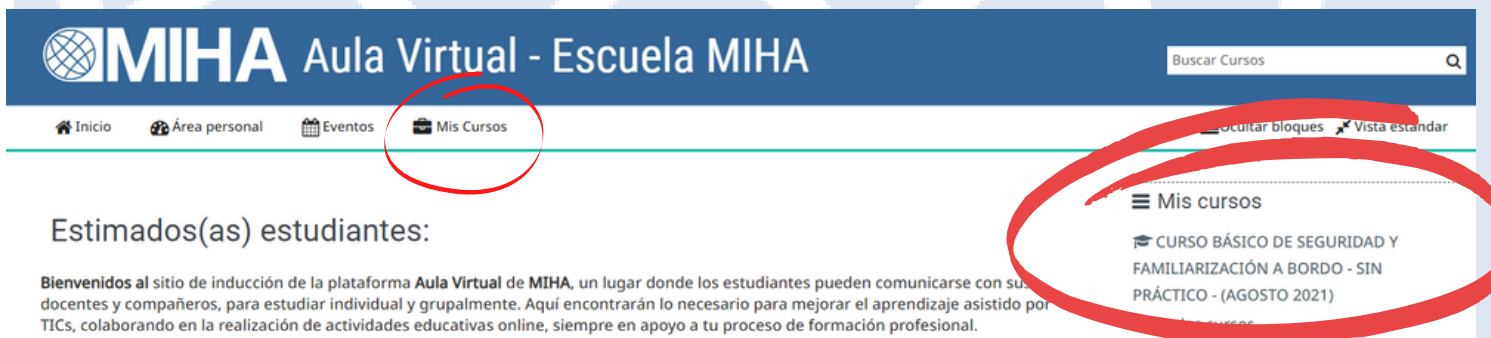 MIHA Aula Virtual - Escuela MIHA
Buscar Cursos
Inicio Área personal Eventos Mis Cursos
Ocultar bloques Vista estándar
Estimados(as) estudiantes:
Bienvenidos al sitio de inducción de la plataforma Aula Virtual de MIHA, un lugar donde los estudiantes pueden comunicarse con sus
docentes y compañeros, para estudiar individual y grupalmente. Aquí encontrarán lo necesario para mejorar el aprendizaje asistido por
TICs, colaborando en la realización de actividades educativas online, siempre en apoyo a tu proceso de formación profesional.
Mis cursos
CURSO BÁSICO DE SEGURIDAD Y
FAMILIARIZACIÓN A BORDO - SIN
PRÁCTICO - (AGOSTO 2021)
cursos